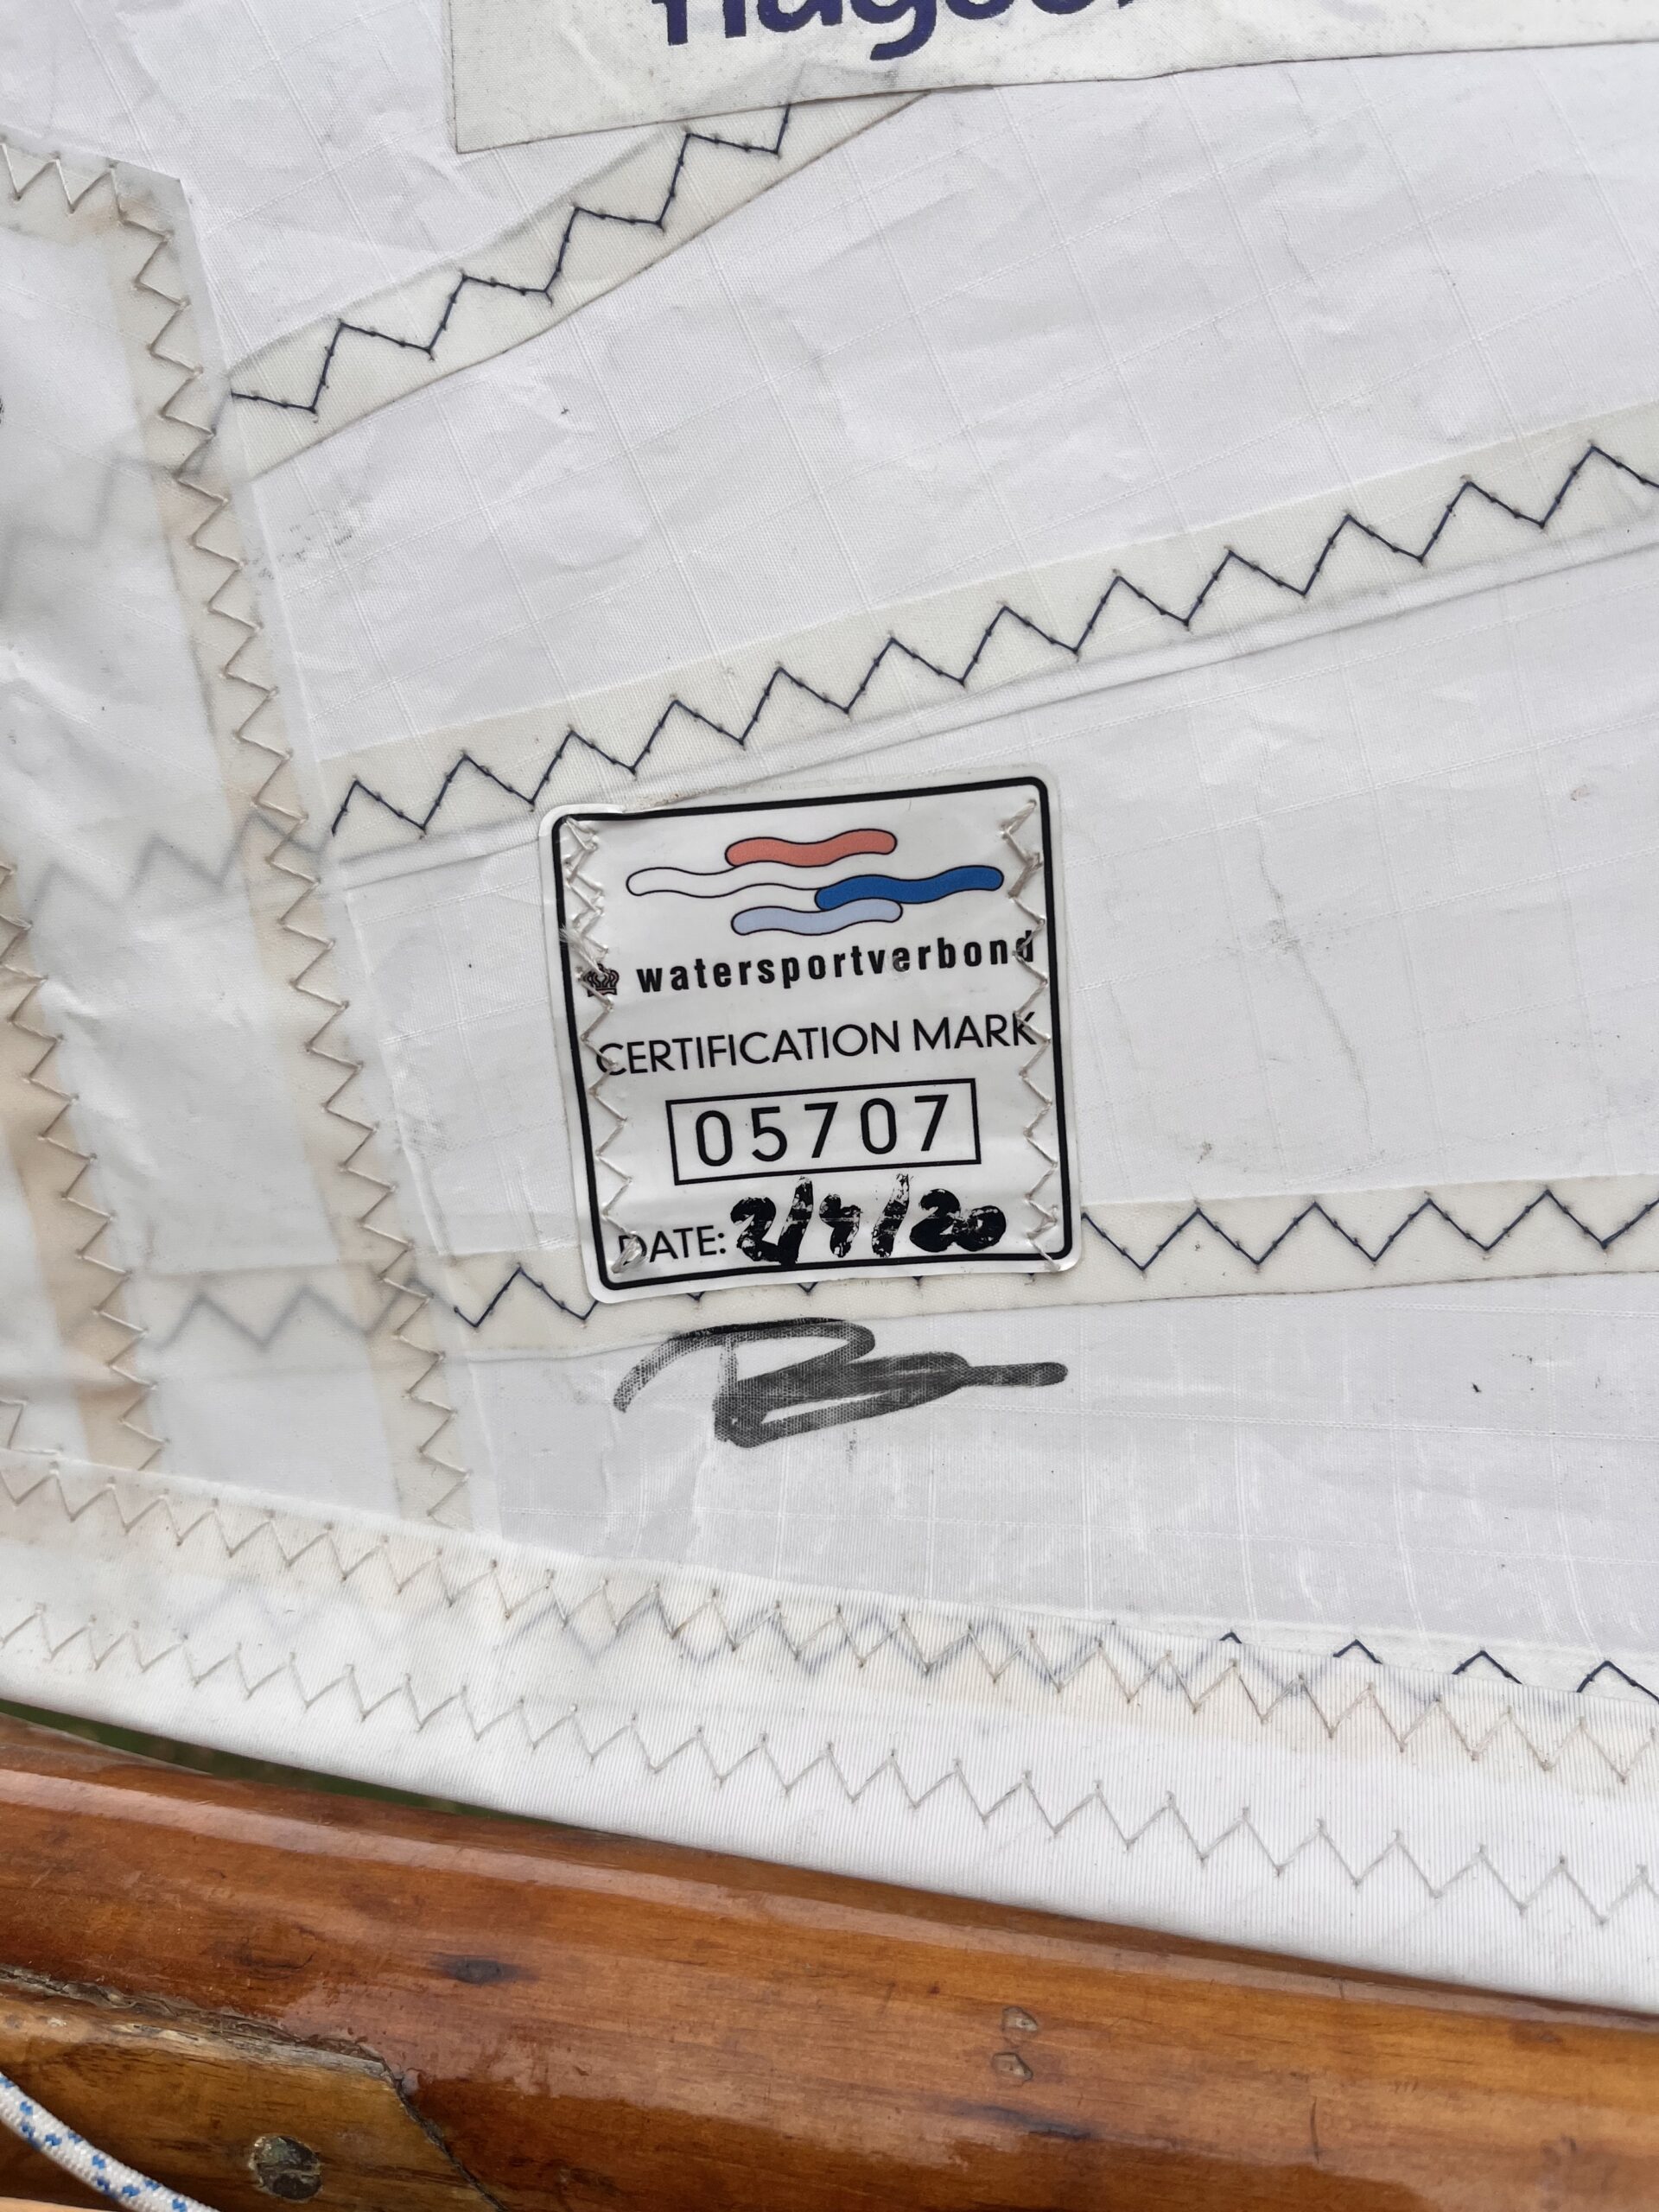 watersportverbond
CERTIFICATION MARK
05707
DATE: 2/4/20